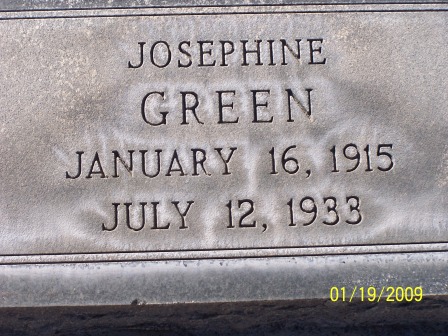 JOSEPHINE
GREEN
JANUARY 16, 1915
JULY 12, 1933
01/19/2009